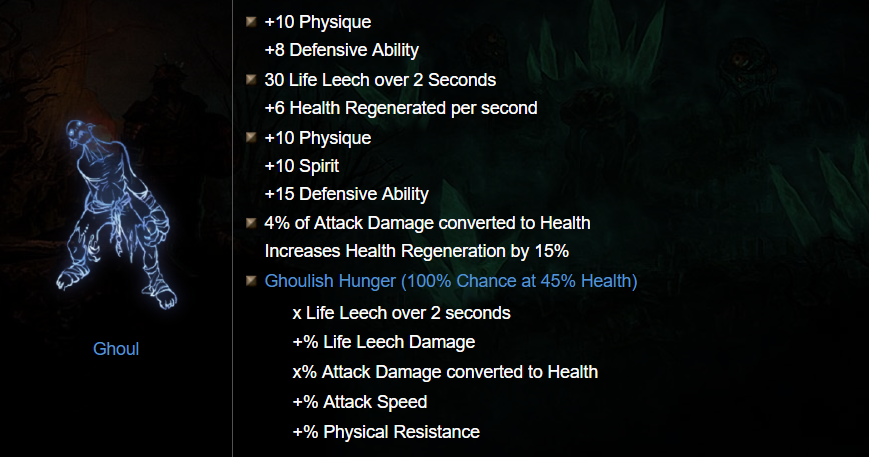 +10 Physique
+8 Defensive Ability
30 Life Leech over 2 Seconds
+6 Health Regenerated per second
+10 Physique
+10 Spirit
+15 Defensive Ability
4% of Attack Damage converted to Health
Increases Health Regeneration by 15%
Ghoulish Hunger (100% Chance at 45% Health)
x Life Leech over 2 seconds
+% Life Leech Damage
x% Attack Damage converted to Health
+% Attack Speed
+% Physical Resistance
Ghoul